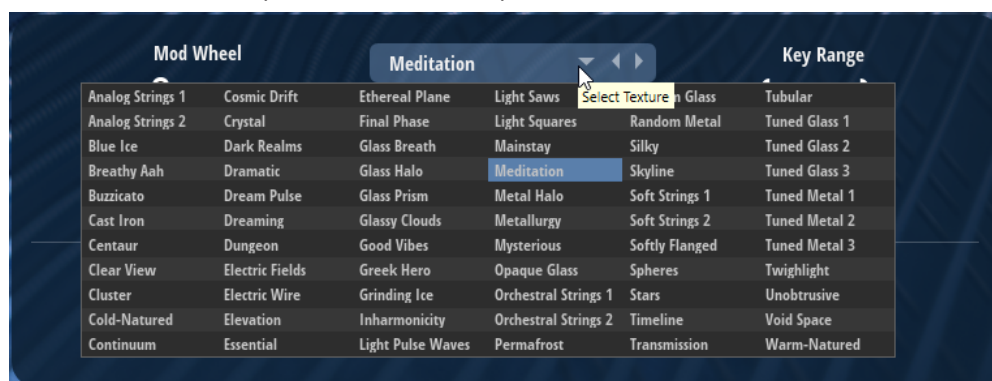 Mod Wheel
Meditation
Key Range
Select Texture
Analog Strings 1 Cosmic Drift Ethereal Plane Light Saws Glass Tubular
Analog Strings 2 Crystal Final Phase Light Squares Random Metal Tuned Glass 1
Blue Ice Dark Realms Glass Breath Mainstay Silky Tuned Glass 2
Breathy Aah Dramatic Glass Halo Meditation Skyline Tuned Glass 3
Buzzicato Dream Pulse Glass Prism Metal Halo Soft Strings 1 Tuned Metal 1
Cast Iron Dreaming Glassy Clouds Metallurgy Soft Strings 2 Tuned Metal 2
Centaur Dungeon Good Vibes Mysterious Softly Flanged Tuned Metal 3
Clear View Electric Fields Greek Hero Opaque Glass Spheres Twighlight
Cluster Electric Wire Grinding Ice Orchestral Strings 1 Stars Unobtrusive
Cold-Natured Elevation Inharmonicity Orchestral Strings 2 Timeline Void Space
Continuum Essential Light Pulse Waves Permafrost Transmission Warm-Natured